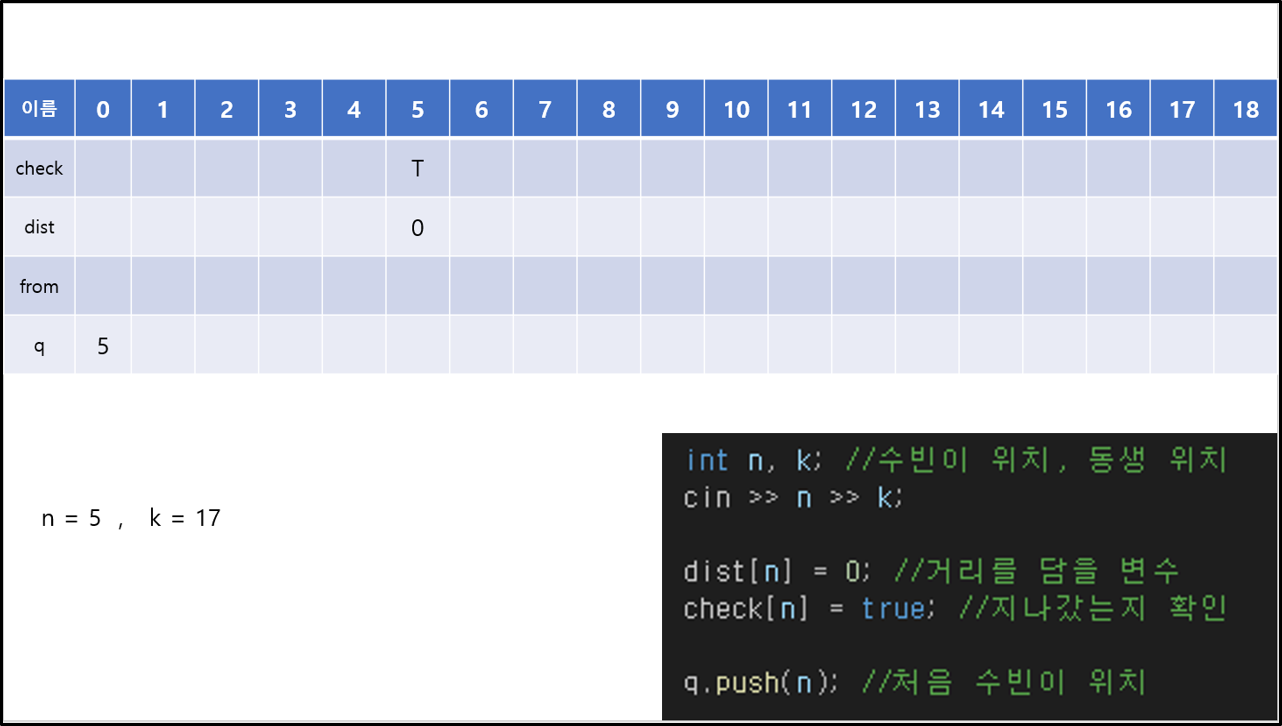 이름 0 1 2 3 4 5 6 7 8 9 10 11 12 13 14 15 16 17 18
check T
dist 0
from
q 5
n = 5 , k = 17
int n, k; //수빈이 위치, 동생 위치
cin >> n >> k;
dist[n] = 0; //거리를 담을 변수
check[n] = true; //지나갔는지 확인
q.push(n); //처음 수빈이 위치